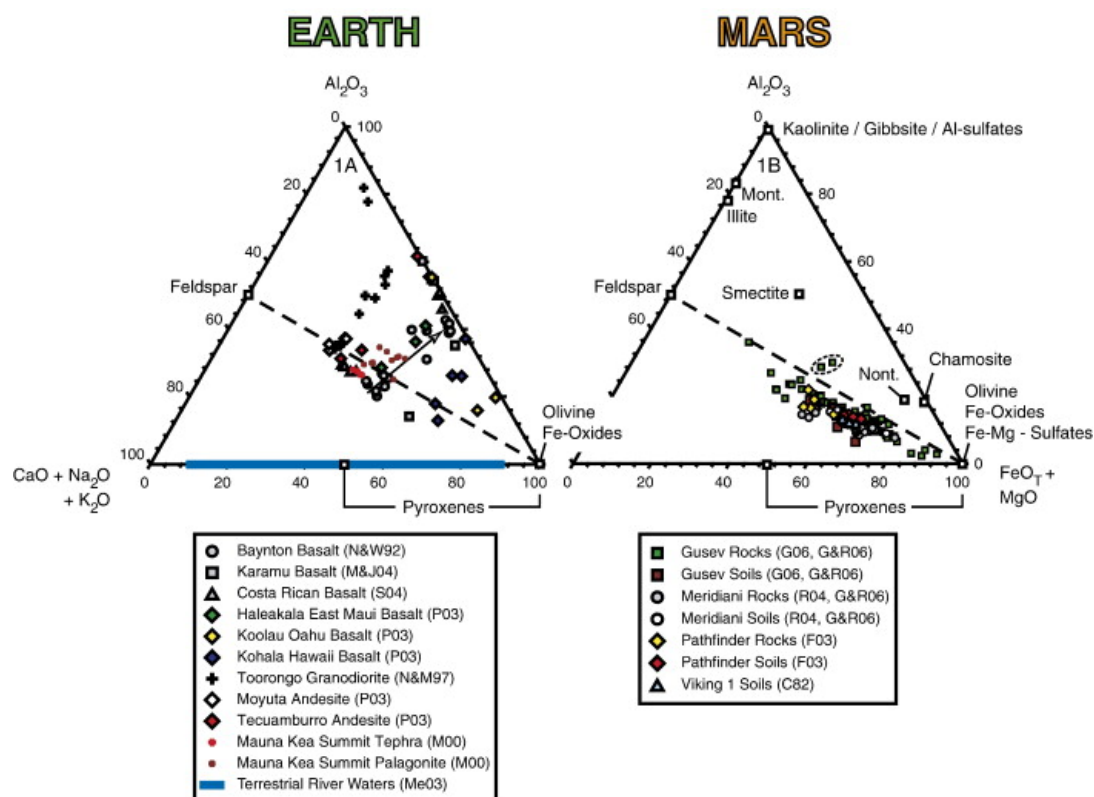 EARTH
MARS
Al2O3
Al2O3
0
100
Kaolinite / Gibbsite / Al-sulfates
1A
1B
20
20
80
Mont.
Illite
40
60
Feldspar
Feldspar
Smectite
60
40
Chamosite
Nont.
80
Olivine
Fe-Oxides
Olivine
Fe-Oxides
Fe-Mg - Sulfates
100
0
CaO + Na2O
+ K2O
0 20 40 60 80 100
0 20 40 60 80 100
FeOT +
MgO
Pyroxenes
Pyroxenes
Baynton Basalt (N&W92)
Karamu Basalt (M&J04)
Costa Rican Basalt (S04)
Haleakala East Maui Basalt (P03)
Koolau Oahu Basalt (P03)
Kohala Hawaii Basalt (P03)
Toorongo Granodiorite (N&M97)
Moyuta Andesite (P03)
Tecuamburro Andesite (P03)
Mauna Kea Summit Tephra (M00)
Mauna Kea Summit Palagonite (M00)
Terrestrial River Waters (Me03)
Gusev Rocks (G06, G&R06)
Gusev Soils (G06, G&R06)
Meridiani Rocks (R04, G&R06)
Meridiani Soils (R04, G&R06)
Pathfinder Rocks (F03)
Pathfinder Soils (F03)
Viking 1 Soils (C82)